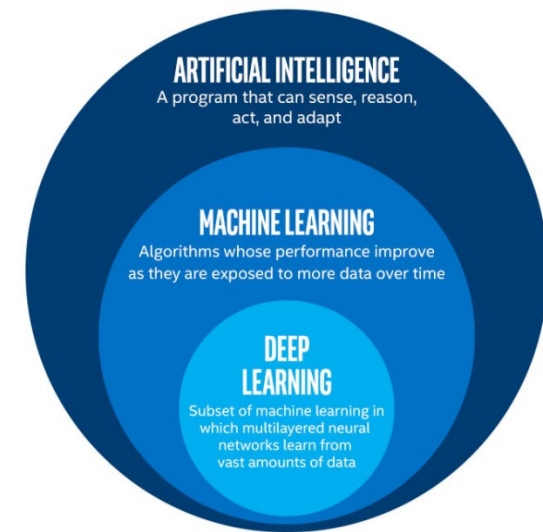 ARTIFICIAL INTELLIGENCE
A program that can sense, reason,
act, and adapt
MACHINE LEARNING
Algorithms whose performance improve
as they are exposed to more data over time
DEEP
LEARNING
Subset of machine learning in
which multilayered neural
networks learn from
vast amounts of data